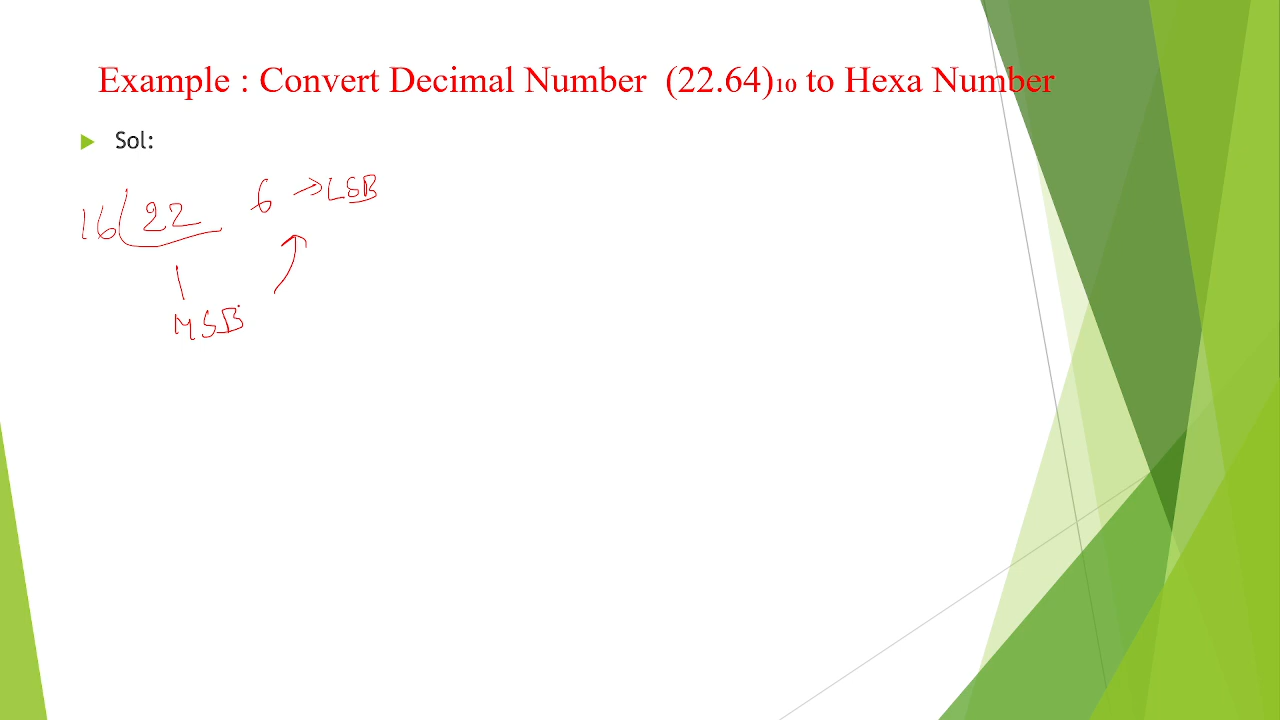 Example : Convert Decimal Number (22.64)₁₀ to Hexa Number
Sol:
16 22 6 → LSB
1
MSB